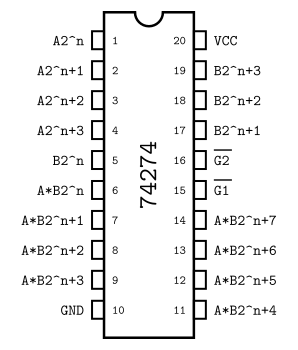 A2^n 1 20 VCC
A2^n+1 2 19 B2^n+3
A2^n+2 3 18 B2^n+2
A2^n+3 4 17 B2^n+1
B2^n 5 16 G2
A*B2^n 6 15 G1
A*B2^n+1 7 14 A*B2^n+7
A*B2^n+2 8 13 A*B2^n+6
A*B2^n+3 9 12 A*B2^n+5
GND 10 11 A*B2^n+4
74274